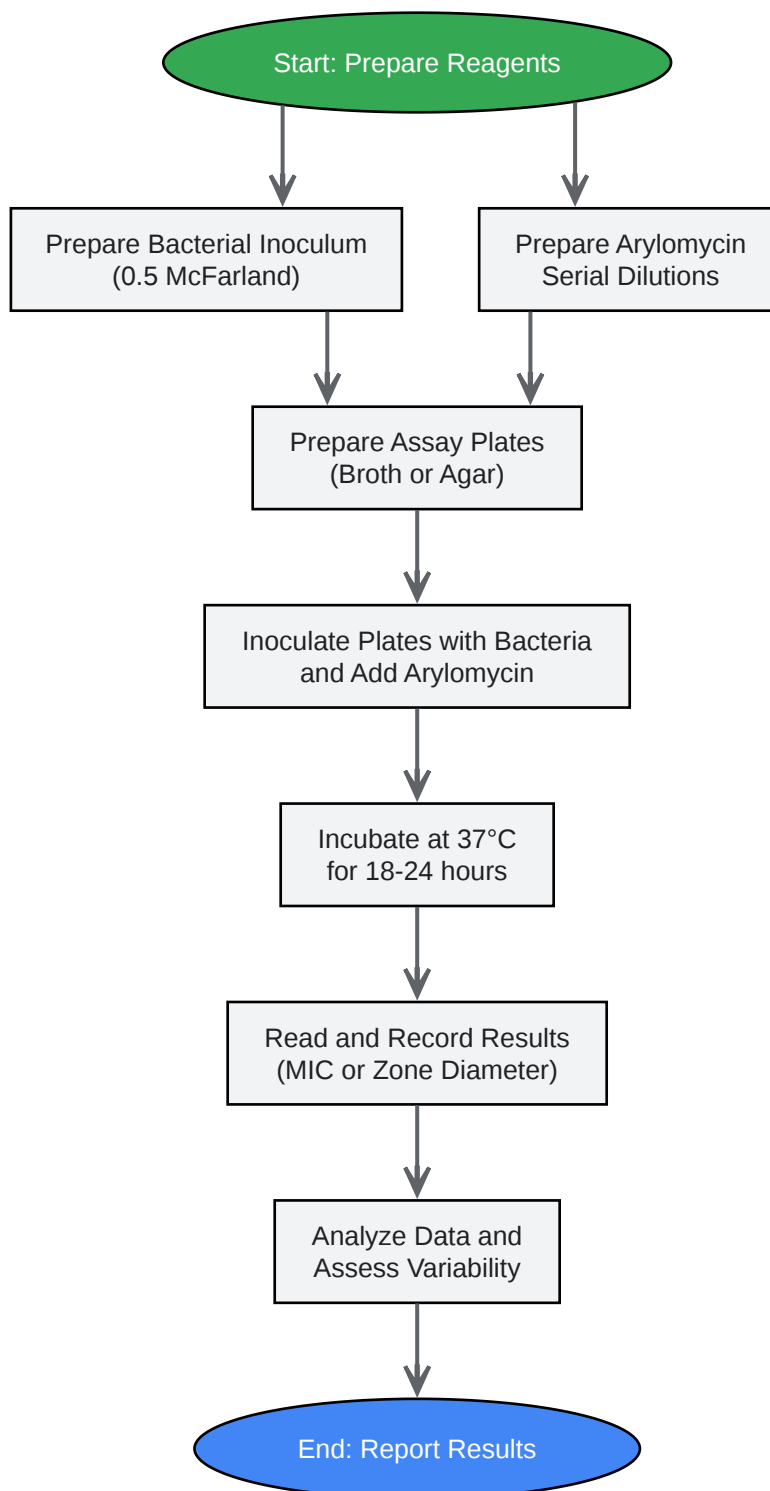 Start: Prepare Reagents
Prepare Bacterial Inoculum
(0.5 McFarland)
Prepare Arylomycin
Serial Dilutions
Prepare Assay Plates
(Broth or Agar)
Inoculate Plates with Bacteria
and Add Arylomycin
Incubate at 37°C
for 18-24 hours
Read and Record Results
(MIC or Zone Diameter)
Analyze Data and
Assess Variability
End: Report Results